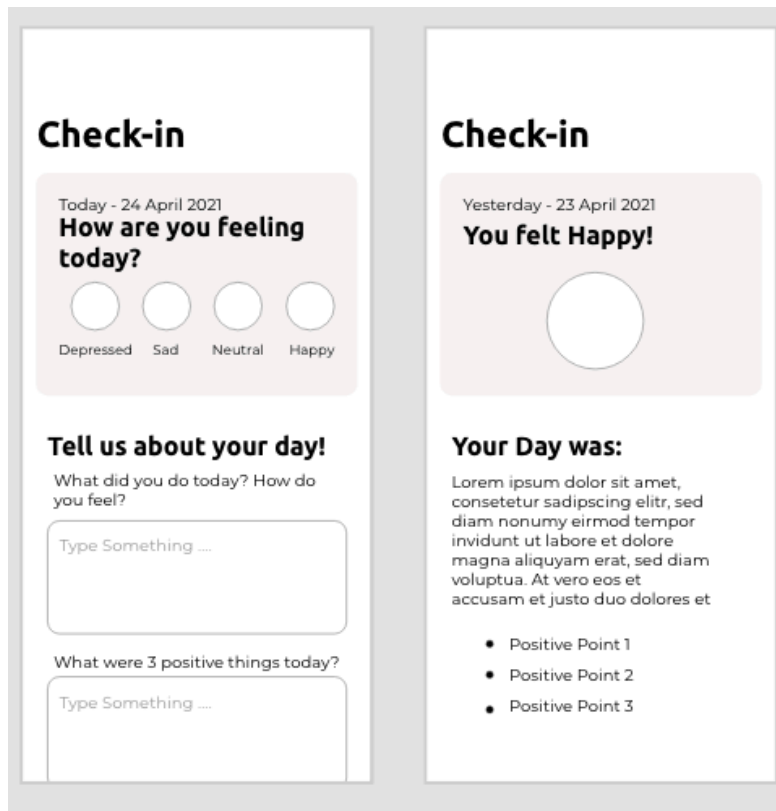 Check-in
Today - 24 April 2021
How are you feeling
today?
Depressed Sad Neutral Happy
Tell us about your day!
What did you do today? How do
you feel?
Type Something ....
What were 3 positive things today?
Type Something ....
Check-in
Yesterday - 23 April 2021
You felt Happy!
Your Day was:
Lorem ipsum dolor sit amet,
consetetur sadipscing elitr, sed
diam nonumy eirmod tempor
invidunt ut labore et dolore
magna aliquyam erat, sed diam
voluptua. At vero eos et
accusam et justo duo dolores et
• Positive Point 1
• Positive Point 2
• Positive Point 3